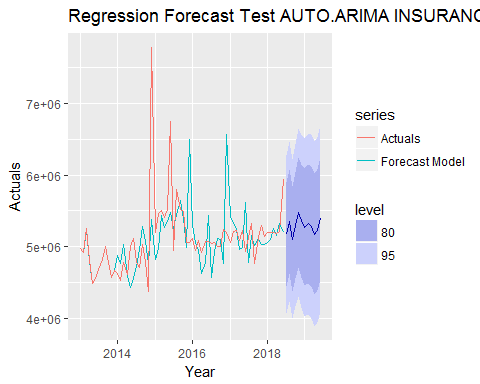 Regression Forecast Test AUTO.ARIMA INSURANC
7e+06
6e+06
5e+06
4e+06
Actuals
2014 2016 2018
Year
series
Actuals
Forecast Model
level
80
95